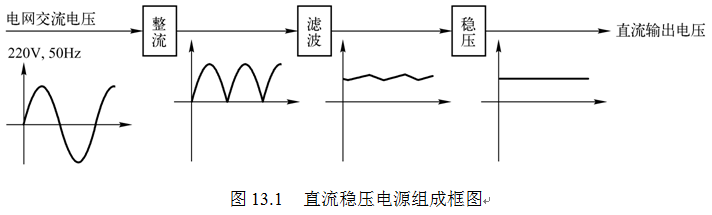 电网交流电压
整流
滤波
稳压
直流输出电压
220V, 50Hz
图 13.1 直流稳压电源组成框图